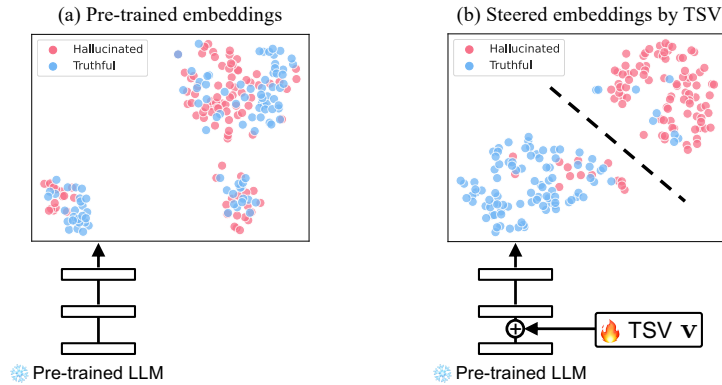 (a) Pre-trained embeddings
Hallucinated
Truthful
Pre-trained LLM
(b) Steered embeddings by TSV
Hallucinated
Truthful
TSV v
Pre-trained LLM